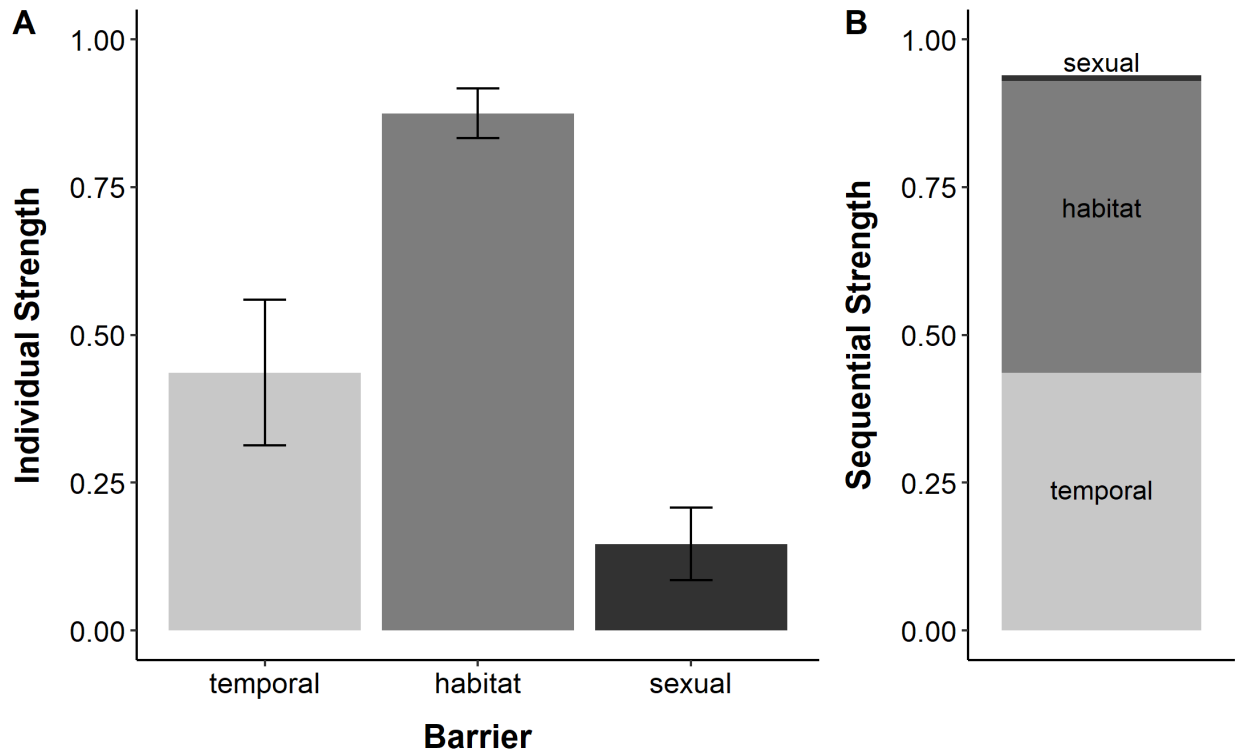 A
Individual Strength
1.00
0.75
0.50
0.25
0.00
temporal habitat sexual
Barrier
B
Sequential Strength
1.00
0.75
0.50
0.25
0.00
sexual
habitat
temporal